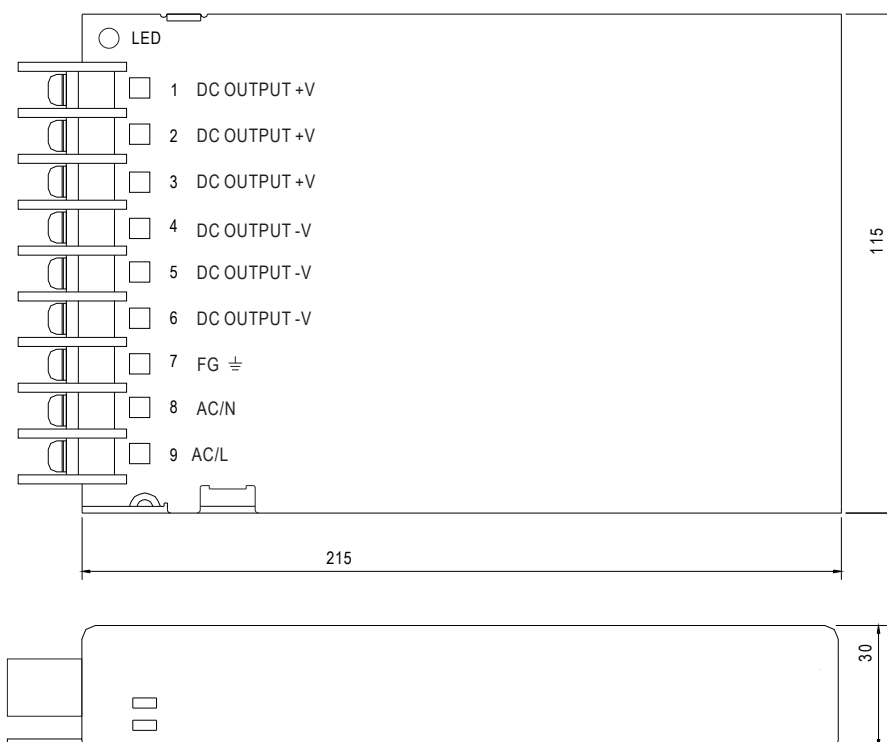 LED
1 DC OUTPUT +V
2 DC OUTPUT +V
3 DC OUTPUT +V
4 DC OUTPUT -V
5 DC OUTPUT -V
6 DC OUTPUT -V
7 FG ⏚
8 AC/N
9 AC/L
115
215
30